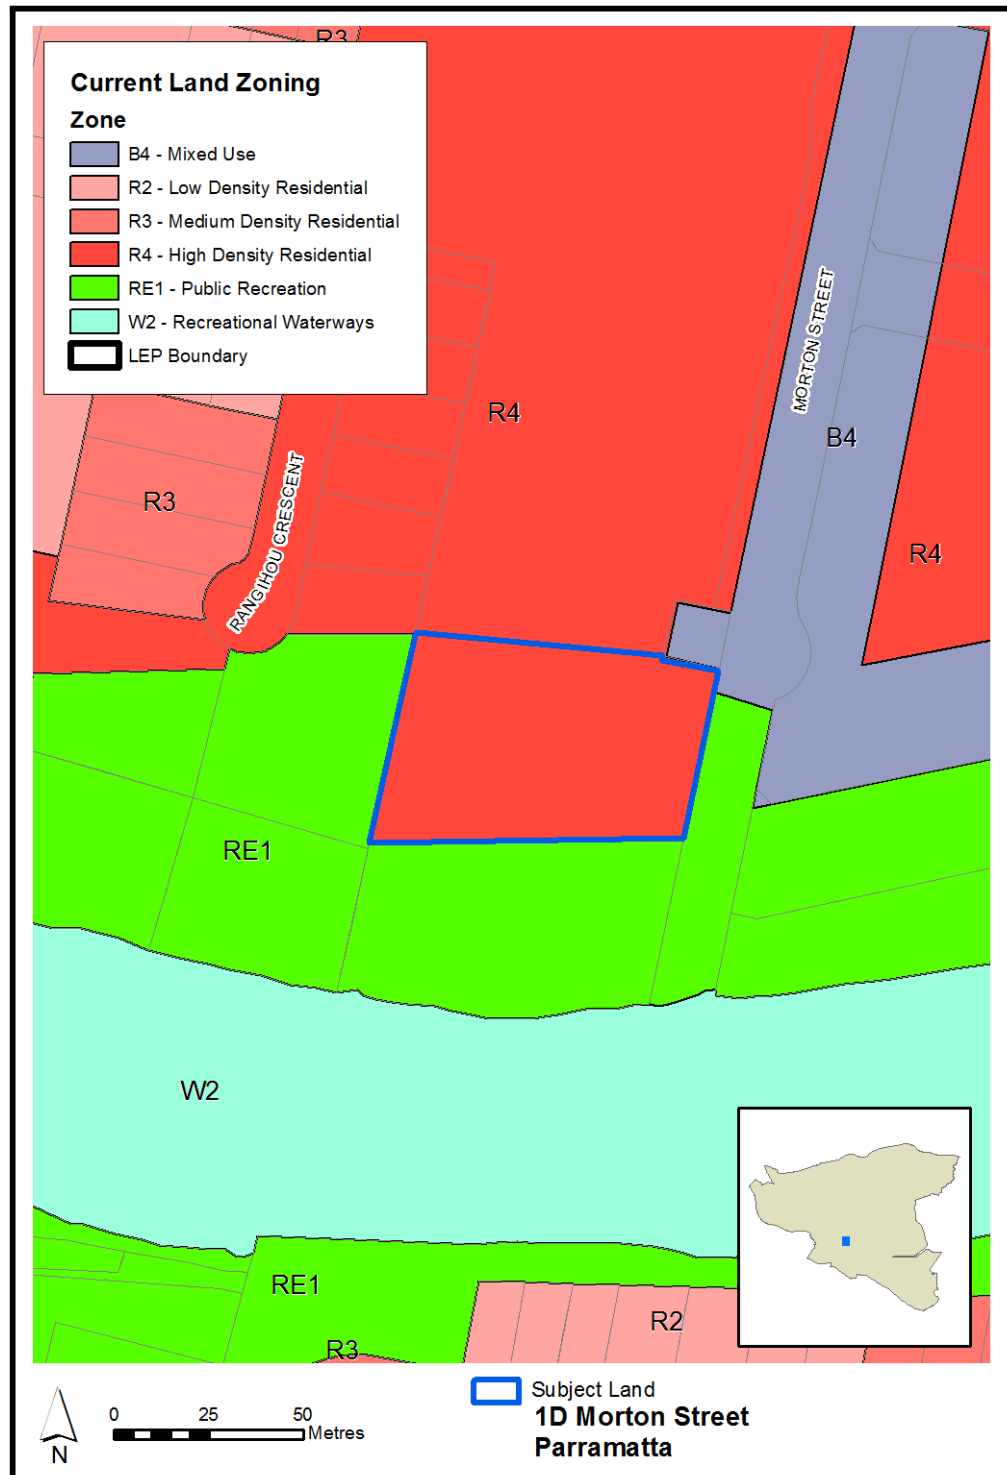 R3
Current Land Zoning
Zone
B4 - Mixed Use
R2 - Low Density Residential
R3 - Medium Density Residential
R4 - High Density Residential
RE1 - Public Recreation
W2 - Recreational Waterways
LEP Boundary
MORTON STREET
R4
B4
R3
RANGIHOU CRESCENT
R4
RE1
W2
RE1
R2
R3
Subject Land
1D Morton Street
Parramatta
0 25 50
Metres
N